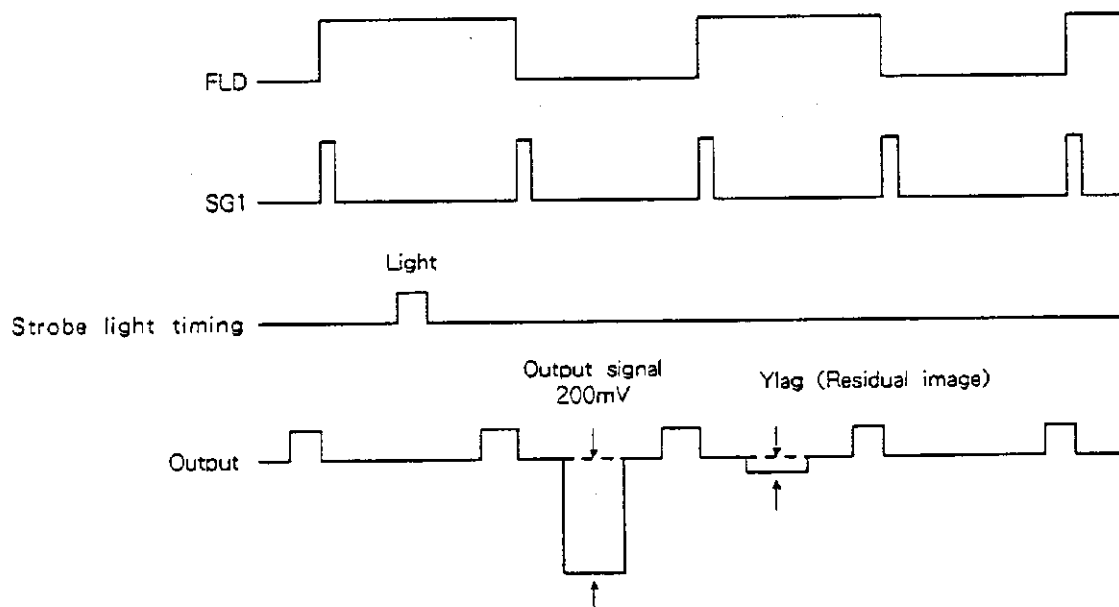 FLD
SG1
Light
Strobe light timing
Output signal
200mV
Ylag (Residual image)
Output